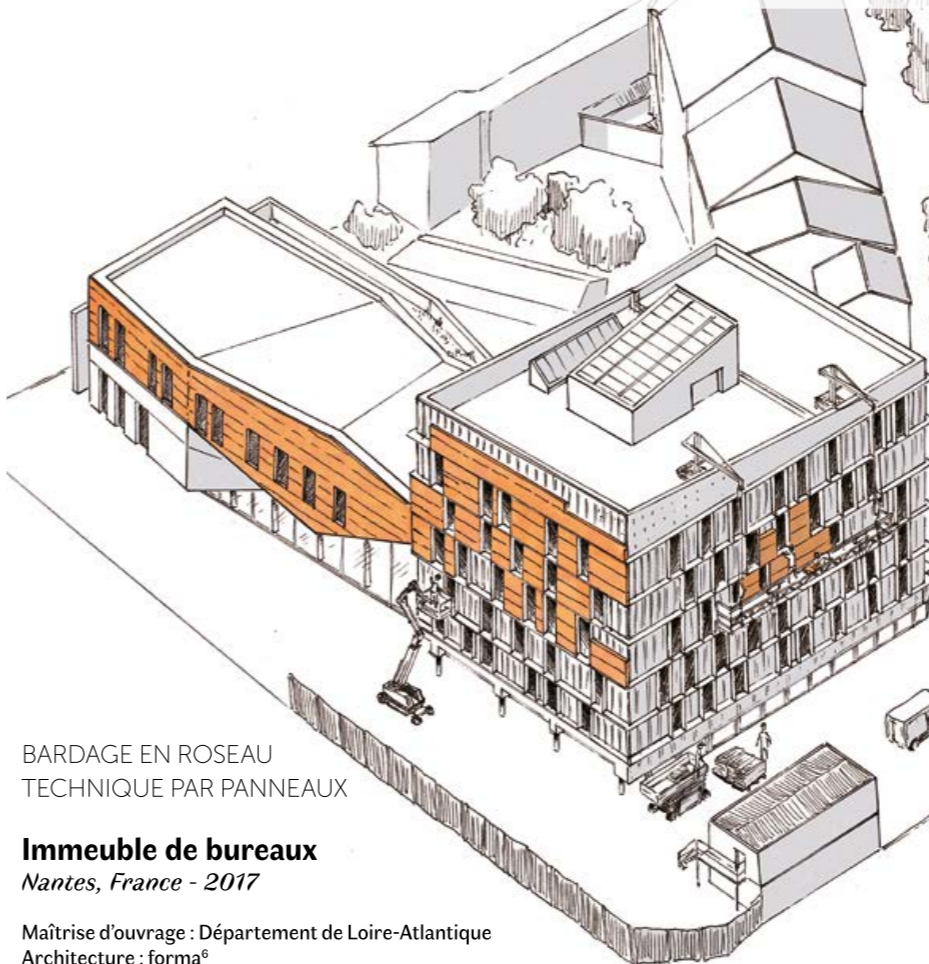 BARDAGE EN ROSEAU
TECHNIQUE PAR PANNEAUX
Immeuble de bureaux
Nantes, France - 2017
Maîtrise d'ouvrage : Département de Loire-Atlantique
Architecture : forma⁶